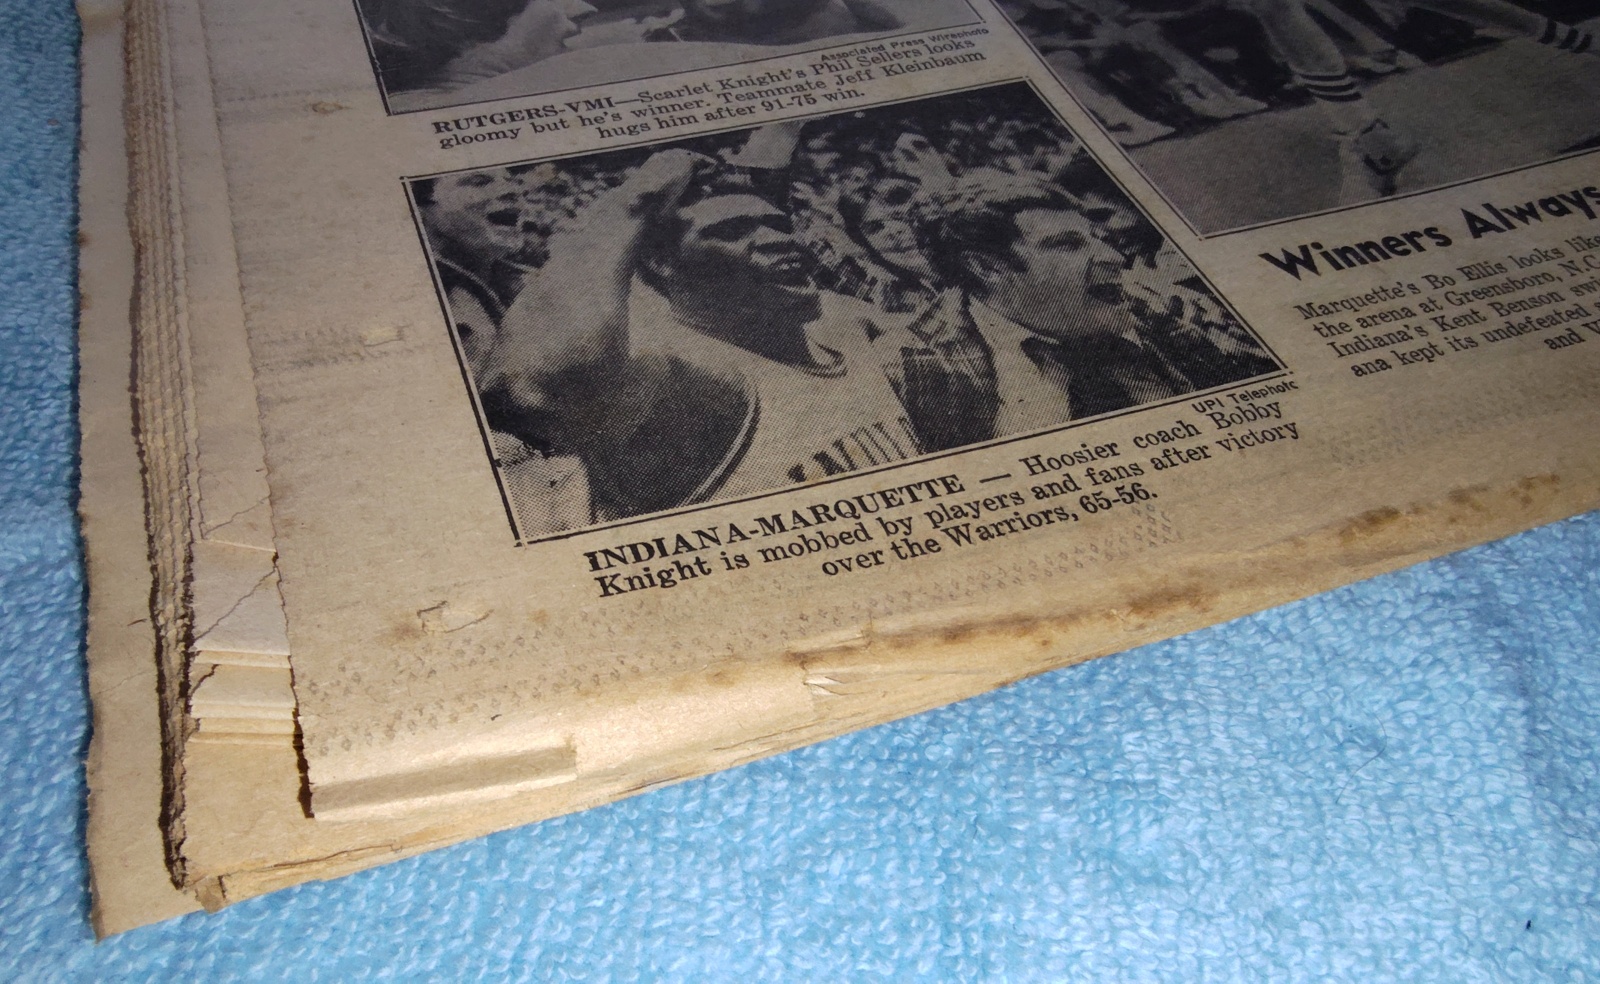 Associated Press Wirephoto
RUTGERS-VMI—Scarlet Knight's Phil Sellers looks
gloomy but he's winner. Teammate Jeff Kleinbaum
hugs him after 91-75 win.
UPI Telephoto
INDIANA-MARQUETTE — Hoosier coach Bobby
Knight is mobbed by players and fans after victory
over the Warriors, 65-56.
Winners Always
Marquette's Bo Ellis looks like
the arena at Greensboro, N.C.
Indiana's Kent Benson
ana kept its undefeated
and